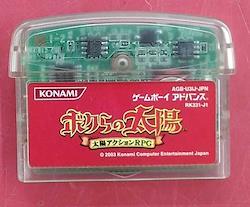 AGB-U3IJ-JPN
KONAMI
ゲームボーイ アドバンス
RK231-J1
ボクらの太陽
太陽アクションRPG
© 2003 Konami Computer Entertainment Japan